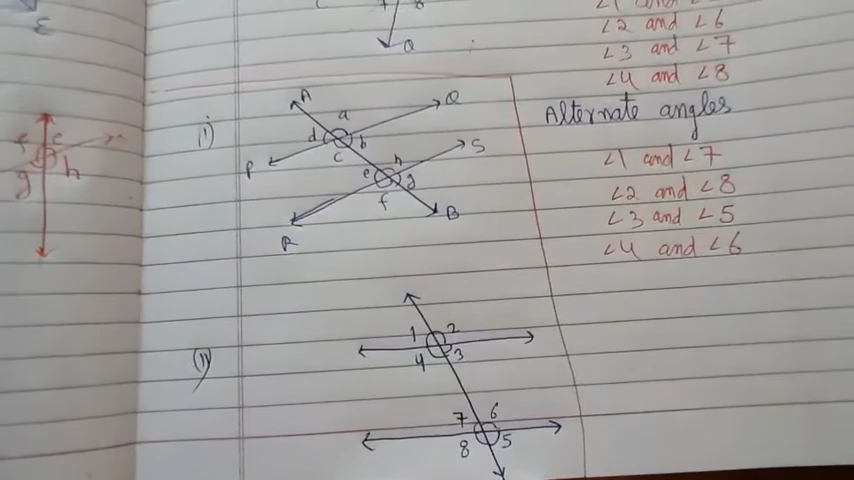 ∠2 and ∠6
∠3 and ∠7
∠4 and ∠8
Alternate angles
∠1 and ∠7
∠2 and ∠8
∠3 and ∠5
∠4 and ∠6
8
Q
i)
A
Q
a
d
b
c
P
h
S
e
g
f
B
R
(ii)
1 2
4 3
7 6
8 5
e
g
h